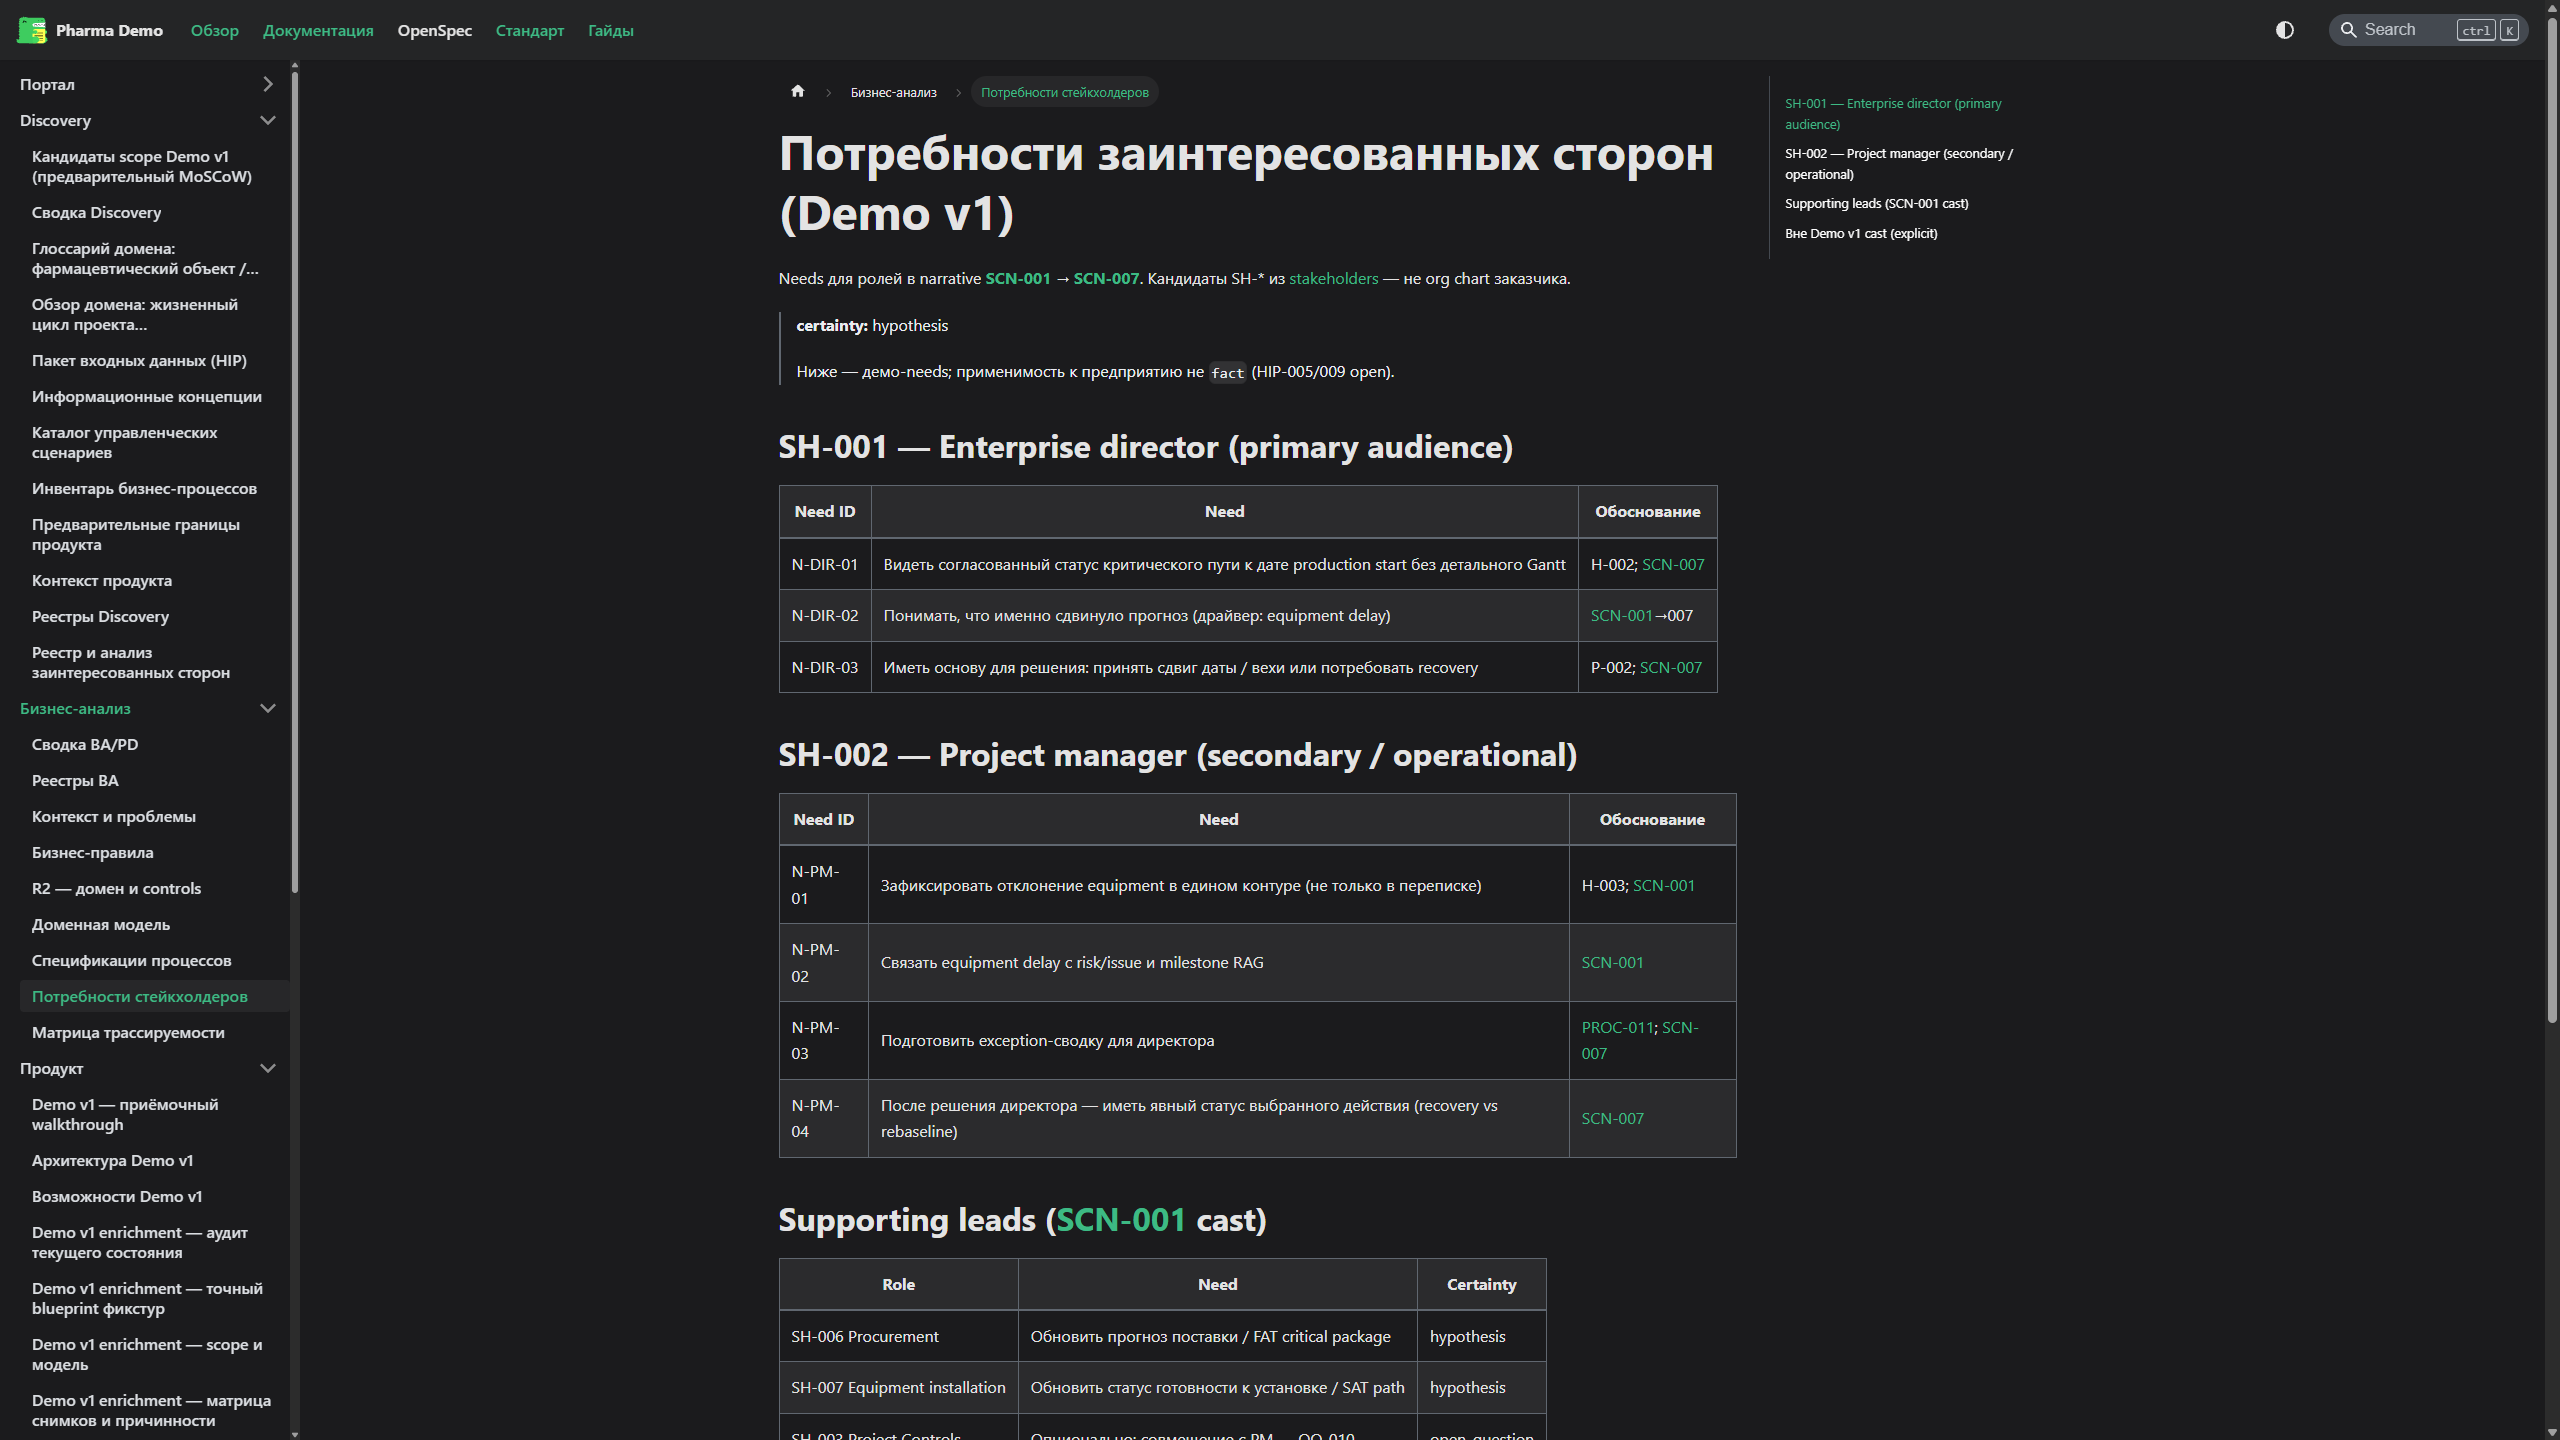 Pharma Demo
Обзор
Документация
OpenSpec
Стандарт
Гайды
Search
ctrl
K
Портал
Discovery
Кандидаты scope Demo v1
(предварительный MoSCoW)
Сводка Discovery
Глоссарий домена:
фармацевтический объект /...
Обзор домена: жизненный
цикл проекта...
Пакет входных данных (HIP)
Информационные концепции
Каталог управленческих
сценариев
Инвентарь бизнес-процессов
Предварительные границы
продукта
Контекст продукта
Реестры Discovery
Реестр и анализ
заинтересованных сторон
Бизнес-анализ
Сводка BA/PD
Реестры BA
Контекст и проблемы
Бизнес-правила
R2 — домен и controls
Доменная модель
Спецификации процессов
Потребности стейкхолдеров
Матрица трассируемости
Продукт
Demo v1 — приёмочный
walkthrough
Архитектура Demo v1
Возможности Demo v1
Demo v1 enrichment — аудит
текущего состояния
Demo v1 enrichment — точный
blueprint фикстур
Demo v1 enrichment — scope и
модель
Demo v1 enrichment — матрица
снимков и причинности
Бизнес-анализ
Потребности стейкхолдеров
Потребности заинтересованных сторон
(Demo v1)
Needs для ролей в narrative SCN-001 → SCN-007. Кандидаты SH-* из stakeholders — не org chart заказчика.
certainty: hypothesis
Ниже — демо-needs; применимость к предприятию не fact (HIP-005/009 open).
SH-001 — Enterprise director (primary audience)
Need ID Need Обоснование
N-DIR-01 Видеть согласованный статус критического пути к дате production start без детального Gantt H-002; SCN-007
N-DIR-02 Понимать, что именно сдвинуло прогноз (драйвер: equipment delay) SCN-001→007
N-DIR-03 Иметь основу для решения: принять сдвиг даты / вехи или потребовать recovery P-002; SCN-007
SH-002 — Project manager (secondary / operational)
Need ID Need Обоснование
N-PM-
01
Зафиксировать отклонение equipment в едином контуре (не только в переписке)
H-003; SCN-001
N-PM-
02
Связать equipment delay с risk/issue и milestone RAG
SCN-001
N-PM-
03
Подготовить exception-сводку для директора
PROC-011; SCN-
007
N-PM-
04
После решения директора — иметь явный статус выбранного действия (recovery vs
rebaseline)
SCN-007
Supporting leads (SCN-001 cast)
Role Need Certainty
SH-006 Procurement Обновить прогноз поставки / FAT critical package hypothesis
SH-007 Equipment installation Обновить статус готовности к установке / SAT path hypothesis
SH-003 Project Controls Опционально: совмещение с PM — OQ-010 open_question
SH-001 — Enterprise director (primary
audience)
SH-002 — Project manager (secondary /
operational)
Supporting leads (SCN-001 cast)
Вне Demo v1 cast (explicit)